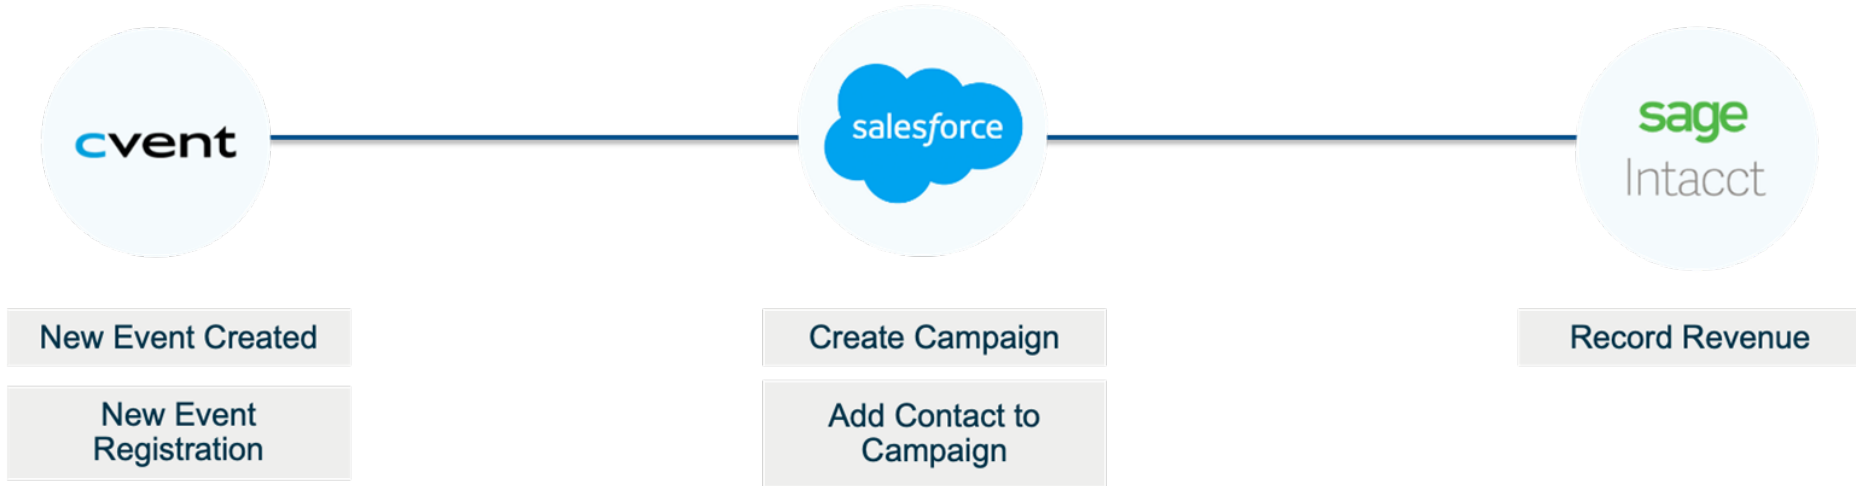 cvent
salesforce
sage
Intacct
New Event Created
Create Campaign
Record Revenue
New Event
Registration
Add Contact to
Campaign